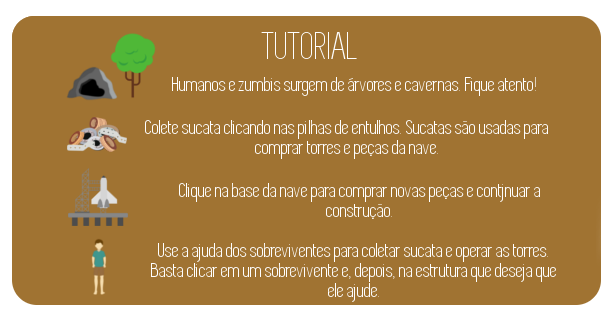 TUTORIAL
Humanos e zumbis surgem de árvores e cavernas. Fique atento!
Colete sucata clicando nas pilhas de entulhos. Sucatas são usadas para
comprar torres e peças da nave.
Clique na base da nave para comprar novas peças e contjnuar a
construção.
Use a ajuda dos sobreviventes para coletar sucata e operar as torres.
Basta clicar em um sobrevivente e, depois, na estrutura que deseja que
ele ajude.